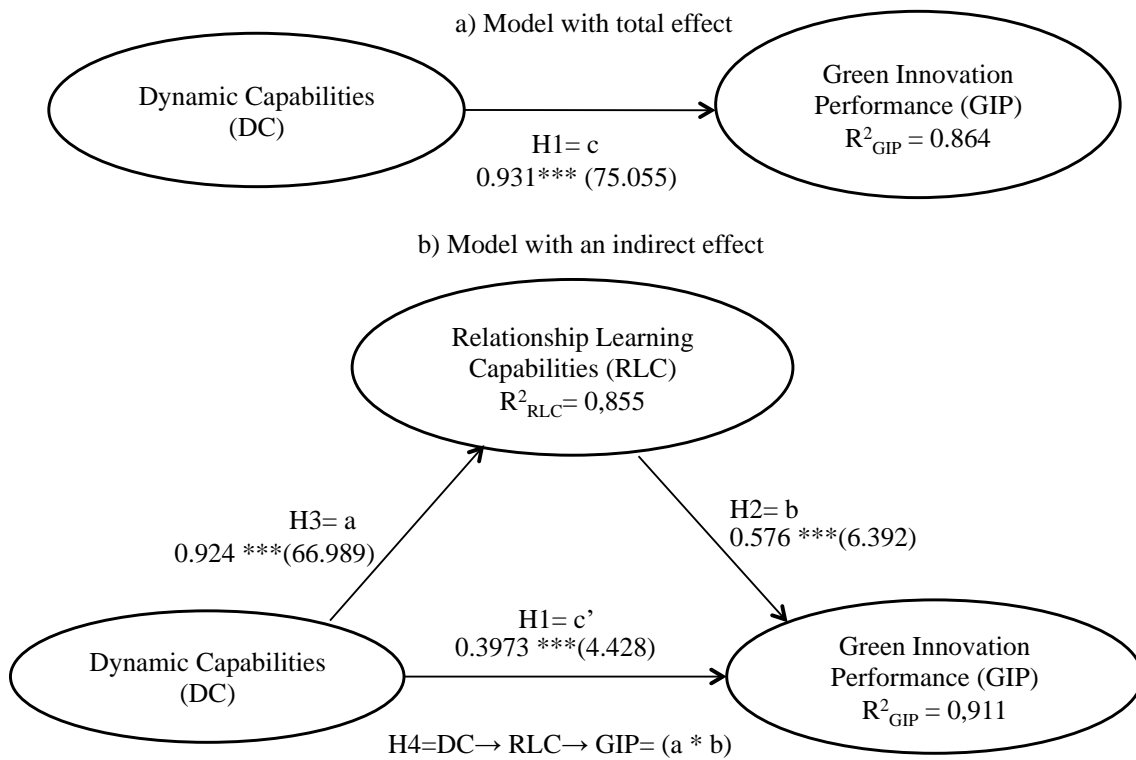 a) Model with total effect
Dynamic Capabilities
(DC)
Green Innovation
Performance (GIP)
R²GIP = 0.864
H1= c
0.931*** (75.055)
b) Model with an indirect effect
Relationship Learning
Capabilities (RLC)
R²RLC= 0,855
H3= a
0.924 ***(66.989)
H2= b
0.576 ***(6.392)
H1= c’
0.3973 ***(4.428)
Dynamic Capabilities
(DC)
Green Innovation
Performance (GIP)
R²GIP = 0,911
H4=DC→ RLC→ GIP= (a * b)